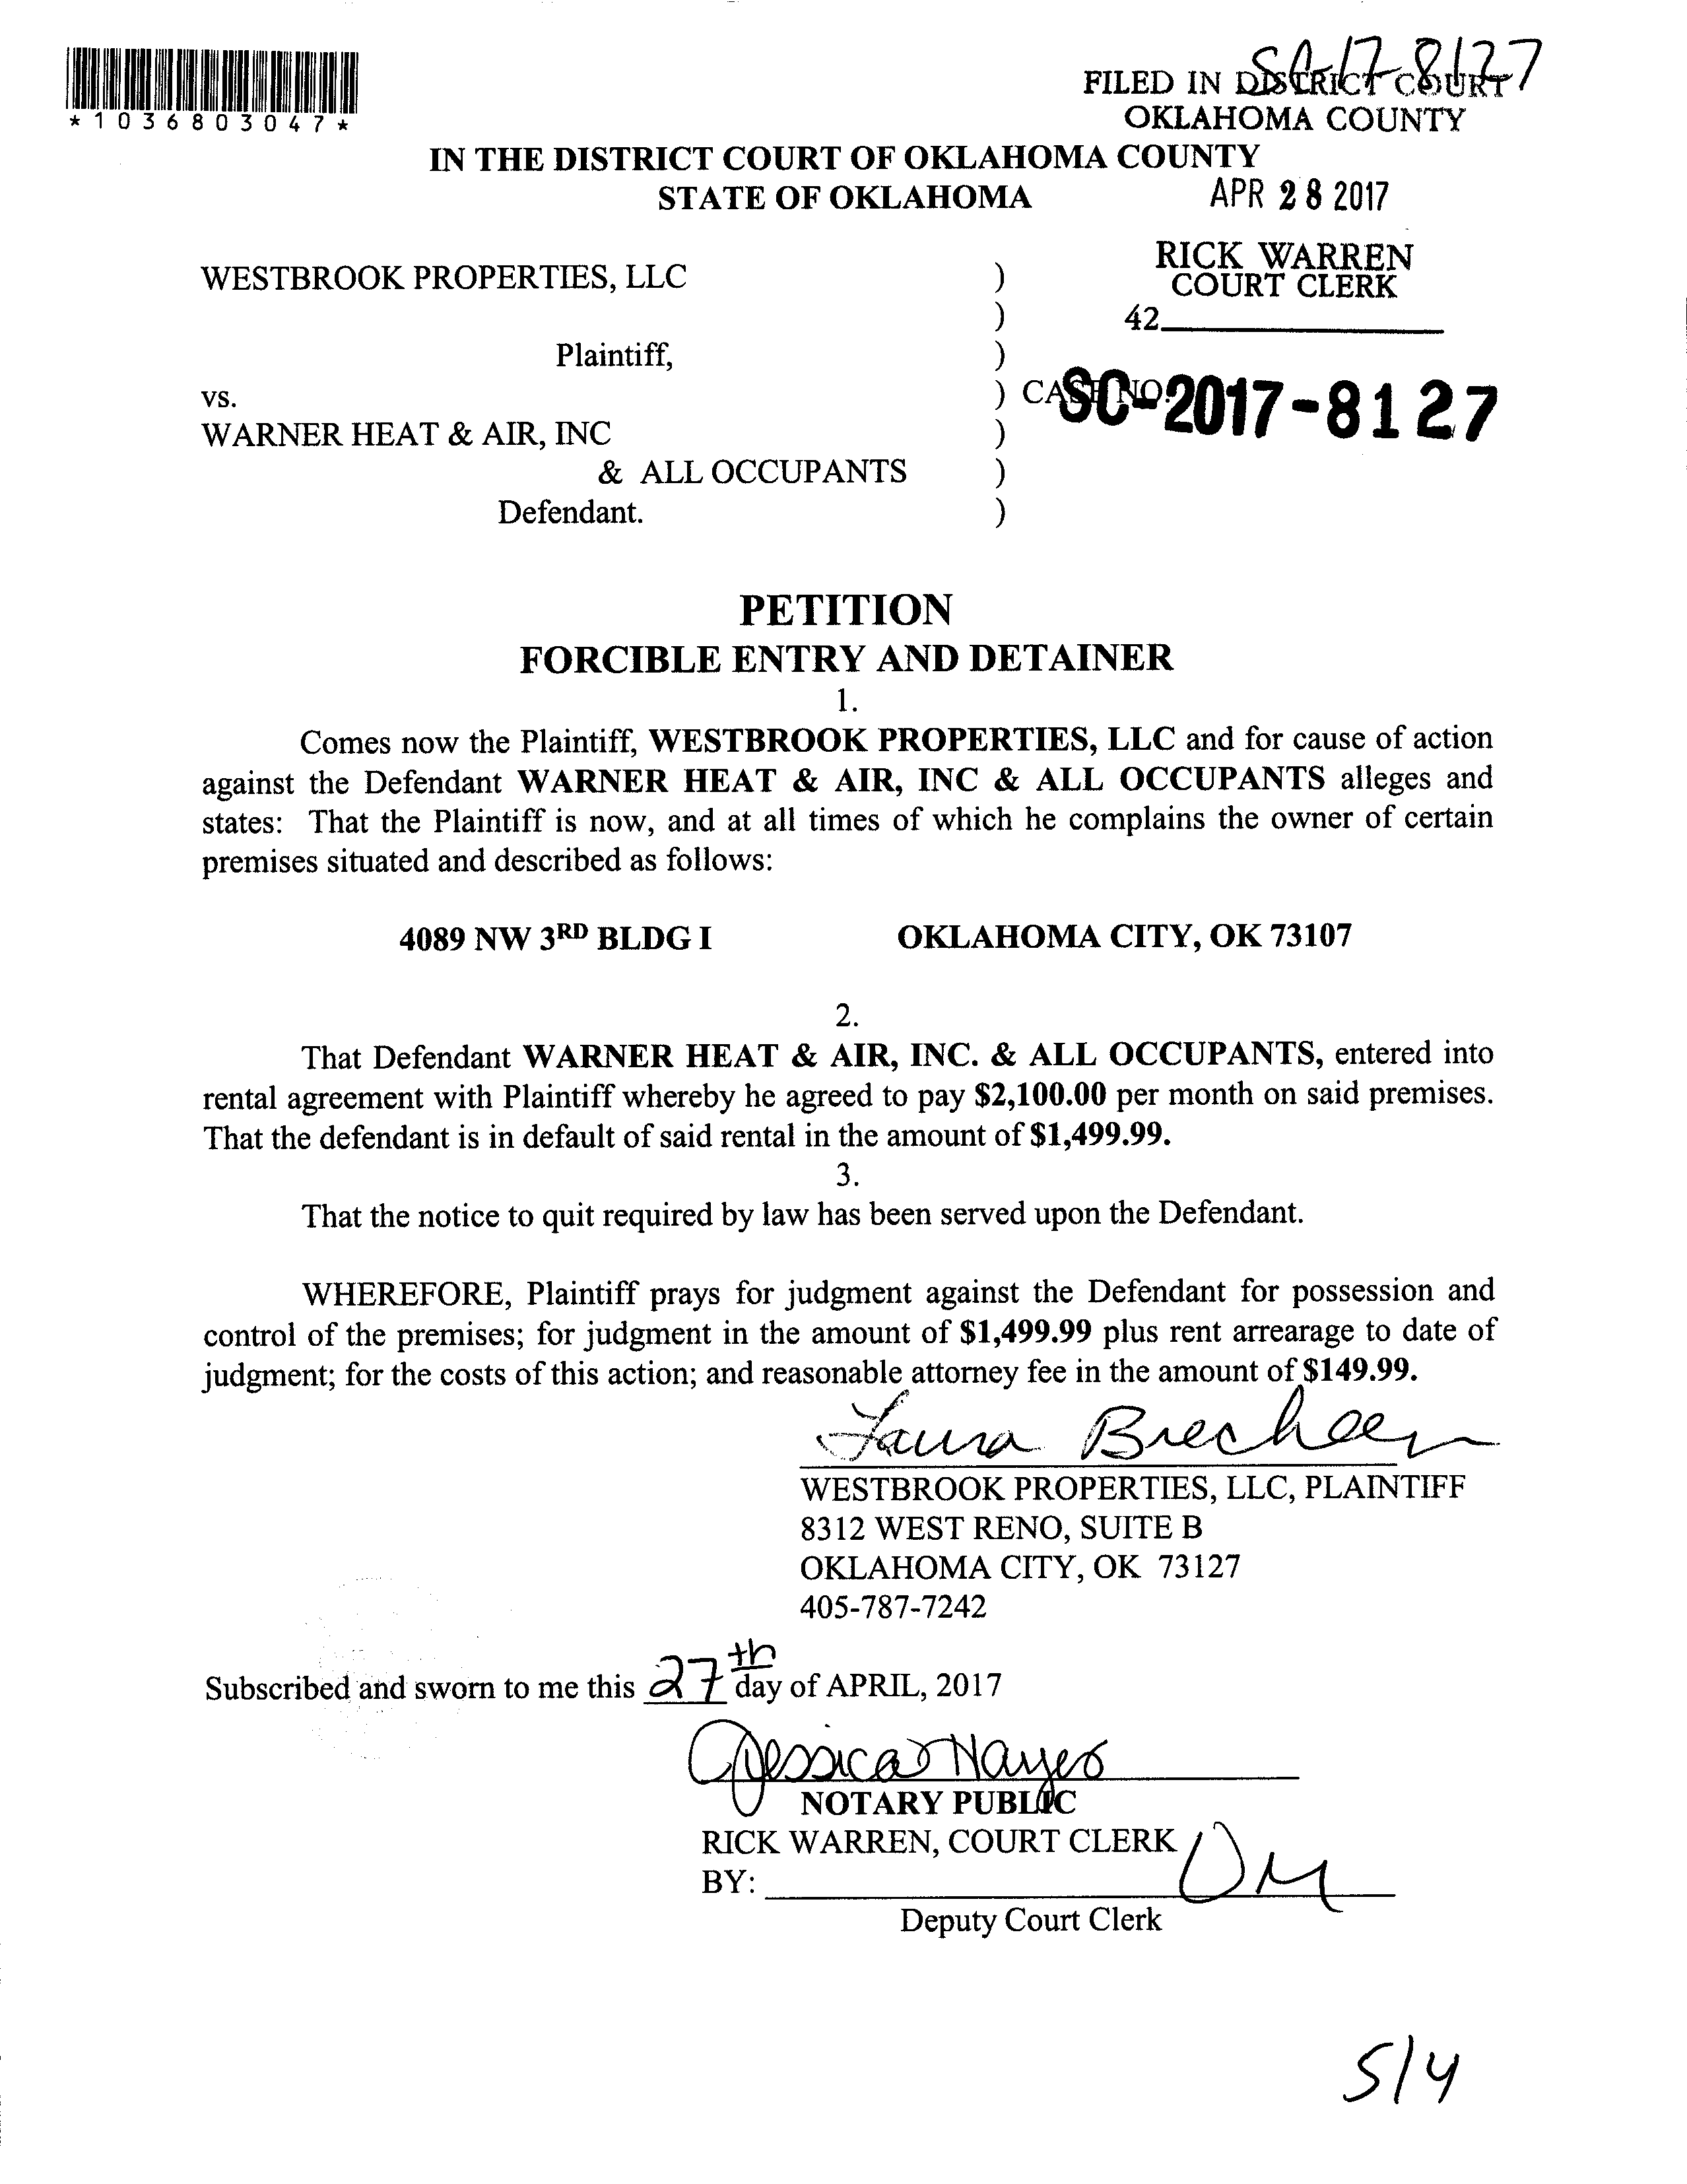 SC-17-8127
FILED IN DISTRICT COURT
OKLAHOMA COUNTY
*1036803047*
IN THE DISTRICT COURT OF OKLAHOMA COUNTY
STATE OF OKLAHOMA
APR 28 2017
RICK WARREN
COURT CLERK
42
WESTBROOK PROPERTIES, LLC )
)
Plaintiff, )
vs. ) CASE NO. SC-2017-8127
WARNER HEAT & AIR, INC )
& ALL OCCUPANTS )
Defendant. )
PETITION
FORCIBLE ENTRY AND DETAINER
1.
Comes now the Plaintiff, WESTBROOK PROPERTIES, LLC and for cause of action
against the Defendant WARNER HEAT & AIR, INC & ALL OCCUPANTS alleges and
states: That the Plaintiff is now, and at all times of which he complains the owner of certain
premises situated and described as follows:
4089 NW 3RD BLDG I OKLAHOMA CITY, OK 73107
2.
That Defendant WARNER HEAT & AIR, INC. & ALL OCCUPANTS, entered into
rental agreement with Plaintiff whereby he agreed to pay $2,100.00 per month on said premises.
That the defendant is in default of said rental in the amount of $1,499.99.
3.
That the notice to quit required by law has been served upon the Defendant.
WHEREFORE, Plaintiff prays for judgment against the Defendant for possession and
control of the premises; for judgment in the amount of $1,499.99 plus rent arrearage to date of
judgment; for the costs of this action; and reasonable attorney fee in the amount of $149.99.
Laura Brecheen
WESTBROOK PROPERTIES, LLC, PLAINTIFF
8312 WEST RENO, SUITE B
OKLAHOMA CITY, OK 73127
405-787-7242
Subscribed and sworn to me this 27th day of APRIL, 2017
Jessica Hayes
NOTARY PUBLIC
RICK WARREN, COURT CLERK
BY:
Deputy Court Clerk
5/4